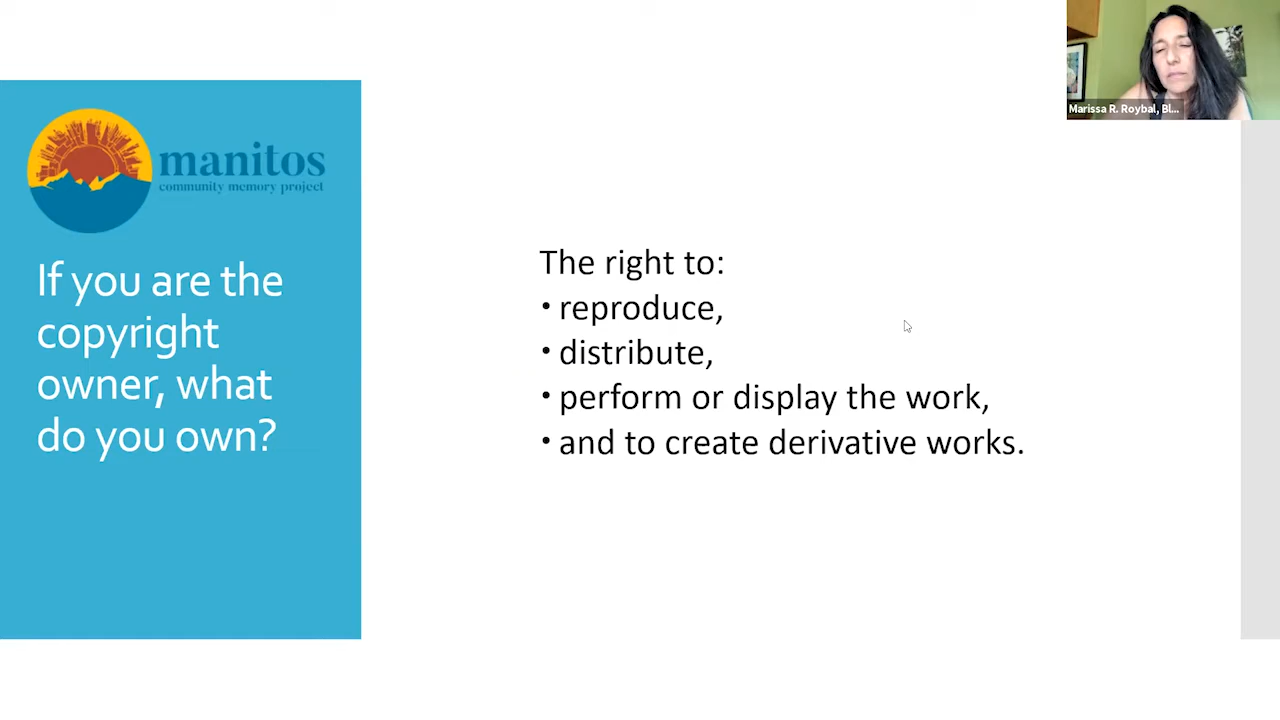 manitos
community memory project
If you are the
copyright
owner, what
do you own?
The right to:
• reproduce,
• distribute,
• perform or display the work,
• and to create derivative works.
Marissa R. Roybal, Bl...